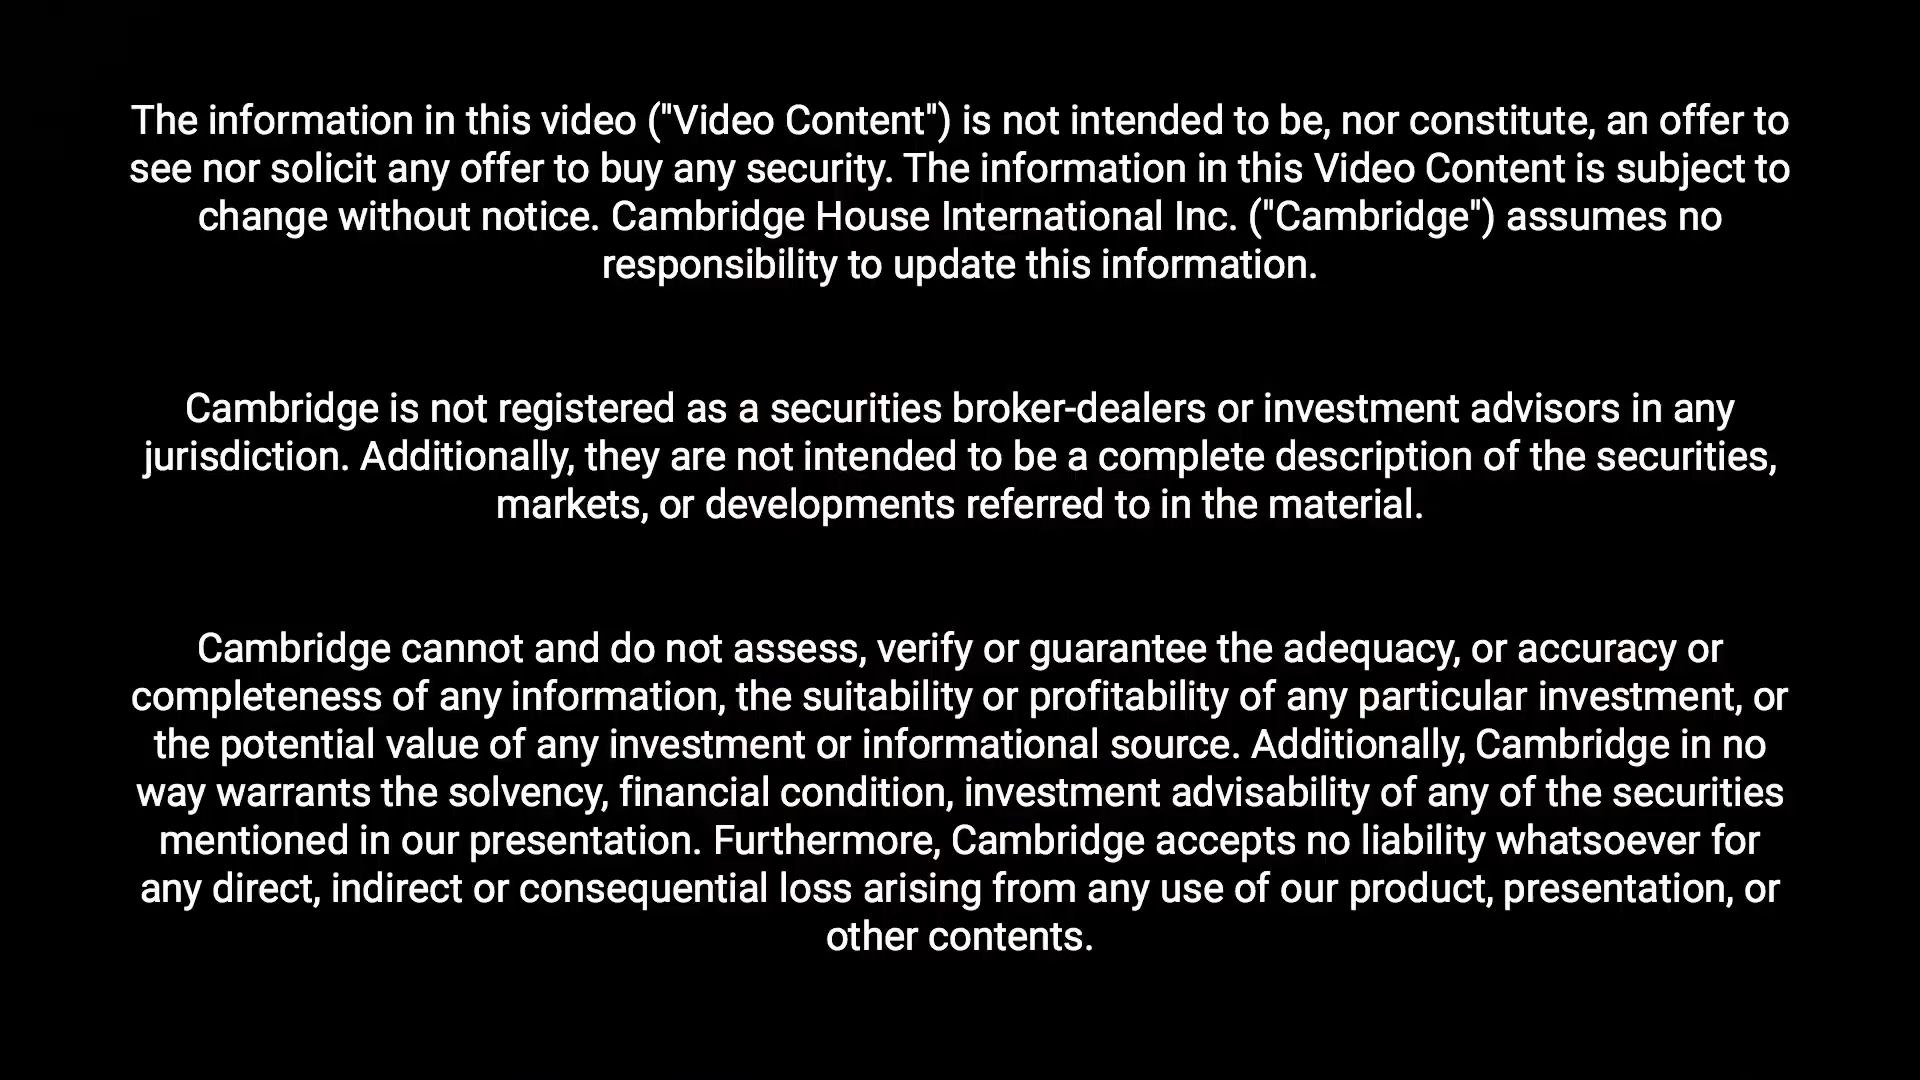 The information in this video ("Video Content") is not intended to be, nor constitute, an offer to
see nor solicit any offer to buy any security. The information in this Video Content is subject to
change without notice. Cambridge House International Inc. ("Cambridge") assumes no
responsibility to update this information.
Cambridge is not registered as a securities broker-dealers or investment advisors in any
jurisdiction. Additionally, they are not intended to be a complete description of the securities,
markets, or developments referred to in the material.
Cambridge cannot and do not assess, verify or guarantee the adequacy, or accuracy or
completeness of any information, the suitability or profitability of any particular investment, or
the potential value of any investment or informational source. Additionally, Cambridge in no
way warrants the solvency, financial condition, investment advisability of any of the securities
mentioned in our presentation. Furthermore, Cambridge accepts no liability whatsoever for
any direct, indirect or consequential loss arising from any use of our product, presentation, or
other contents.